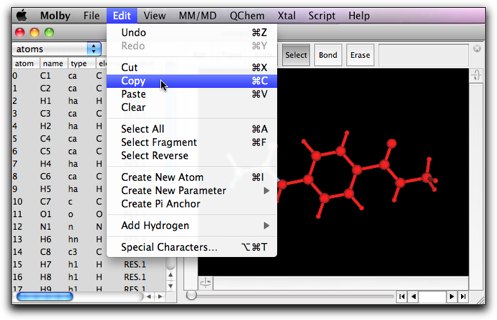 Molby File Edit View MM/MD QChem Xtal Script Help
atoms
Undo ⌘Z
Redo ⌘Y
Cut ⌘X
Copy ⌘C
Paste ⌘V
Clear
Select All ⌘A
Select Fragment ⌘F
Select Reverse
Create New Atom ⌘I
Create New Parameter
Create Pi Anchor
Add Hydrogen
Special Characters... ⌥⌘T
Select Bond Erase
atom name type el
0 C1 ca C
1 C2 ca C
2 H1 ha H
3 C3 ca C
4 H2 ha H
5 C4 ca C
6 H3 ha H
7 C5 ca C
8 H4 ha H
9 C6 ca C
9 H5 ha H
10 C7 c C
11 O1 o O
12 N1 n N
13 H6 hn H
14 C8 c3 C
15 H7 h1 H RES.1
16 H8 h1 H RES.1
17 H9 h1 H RES.1